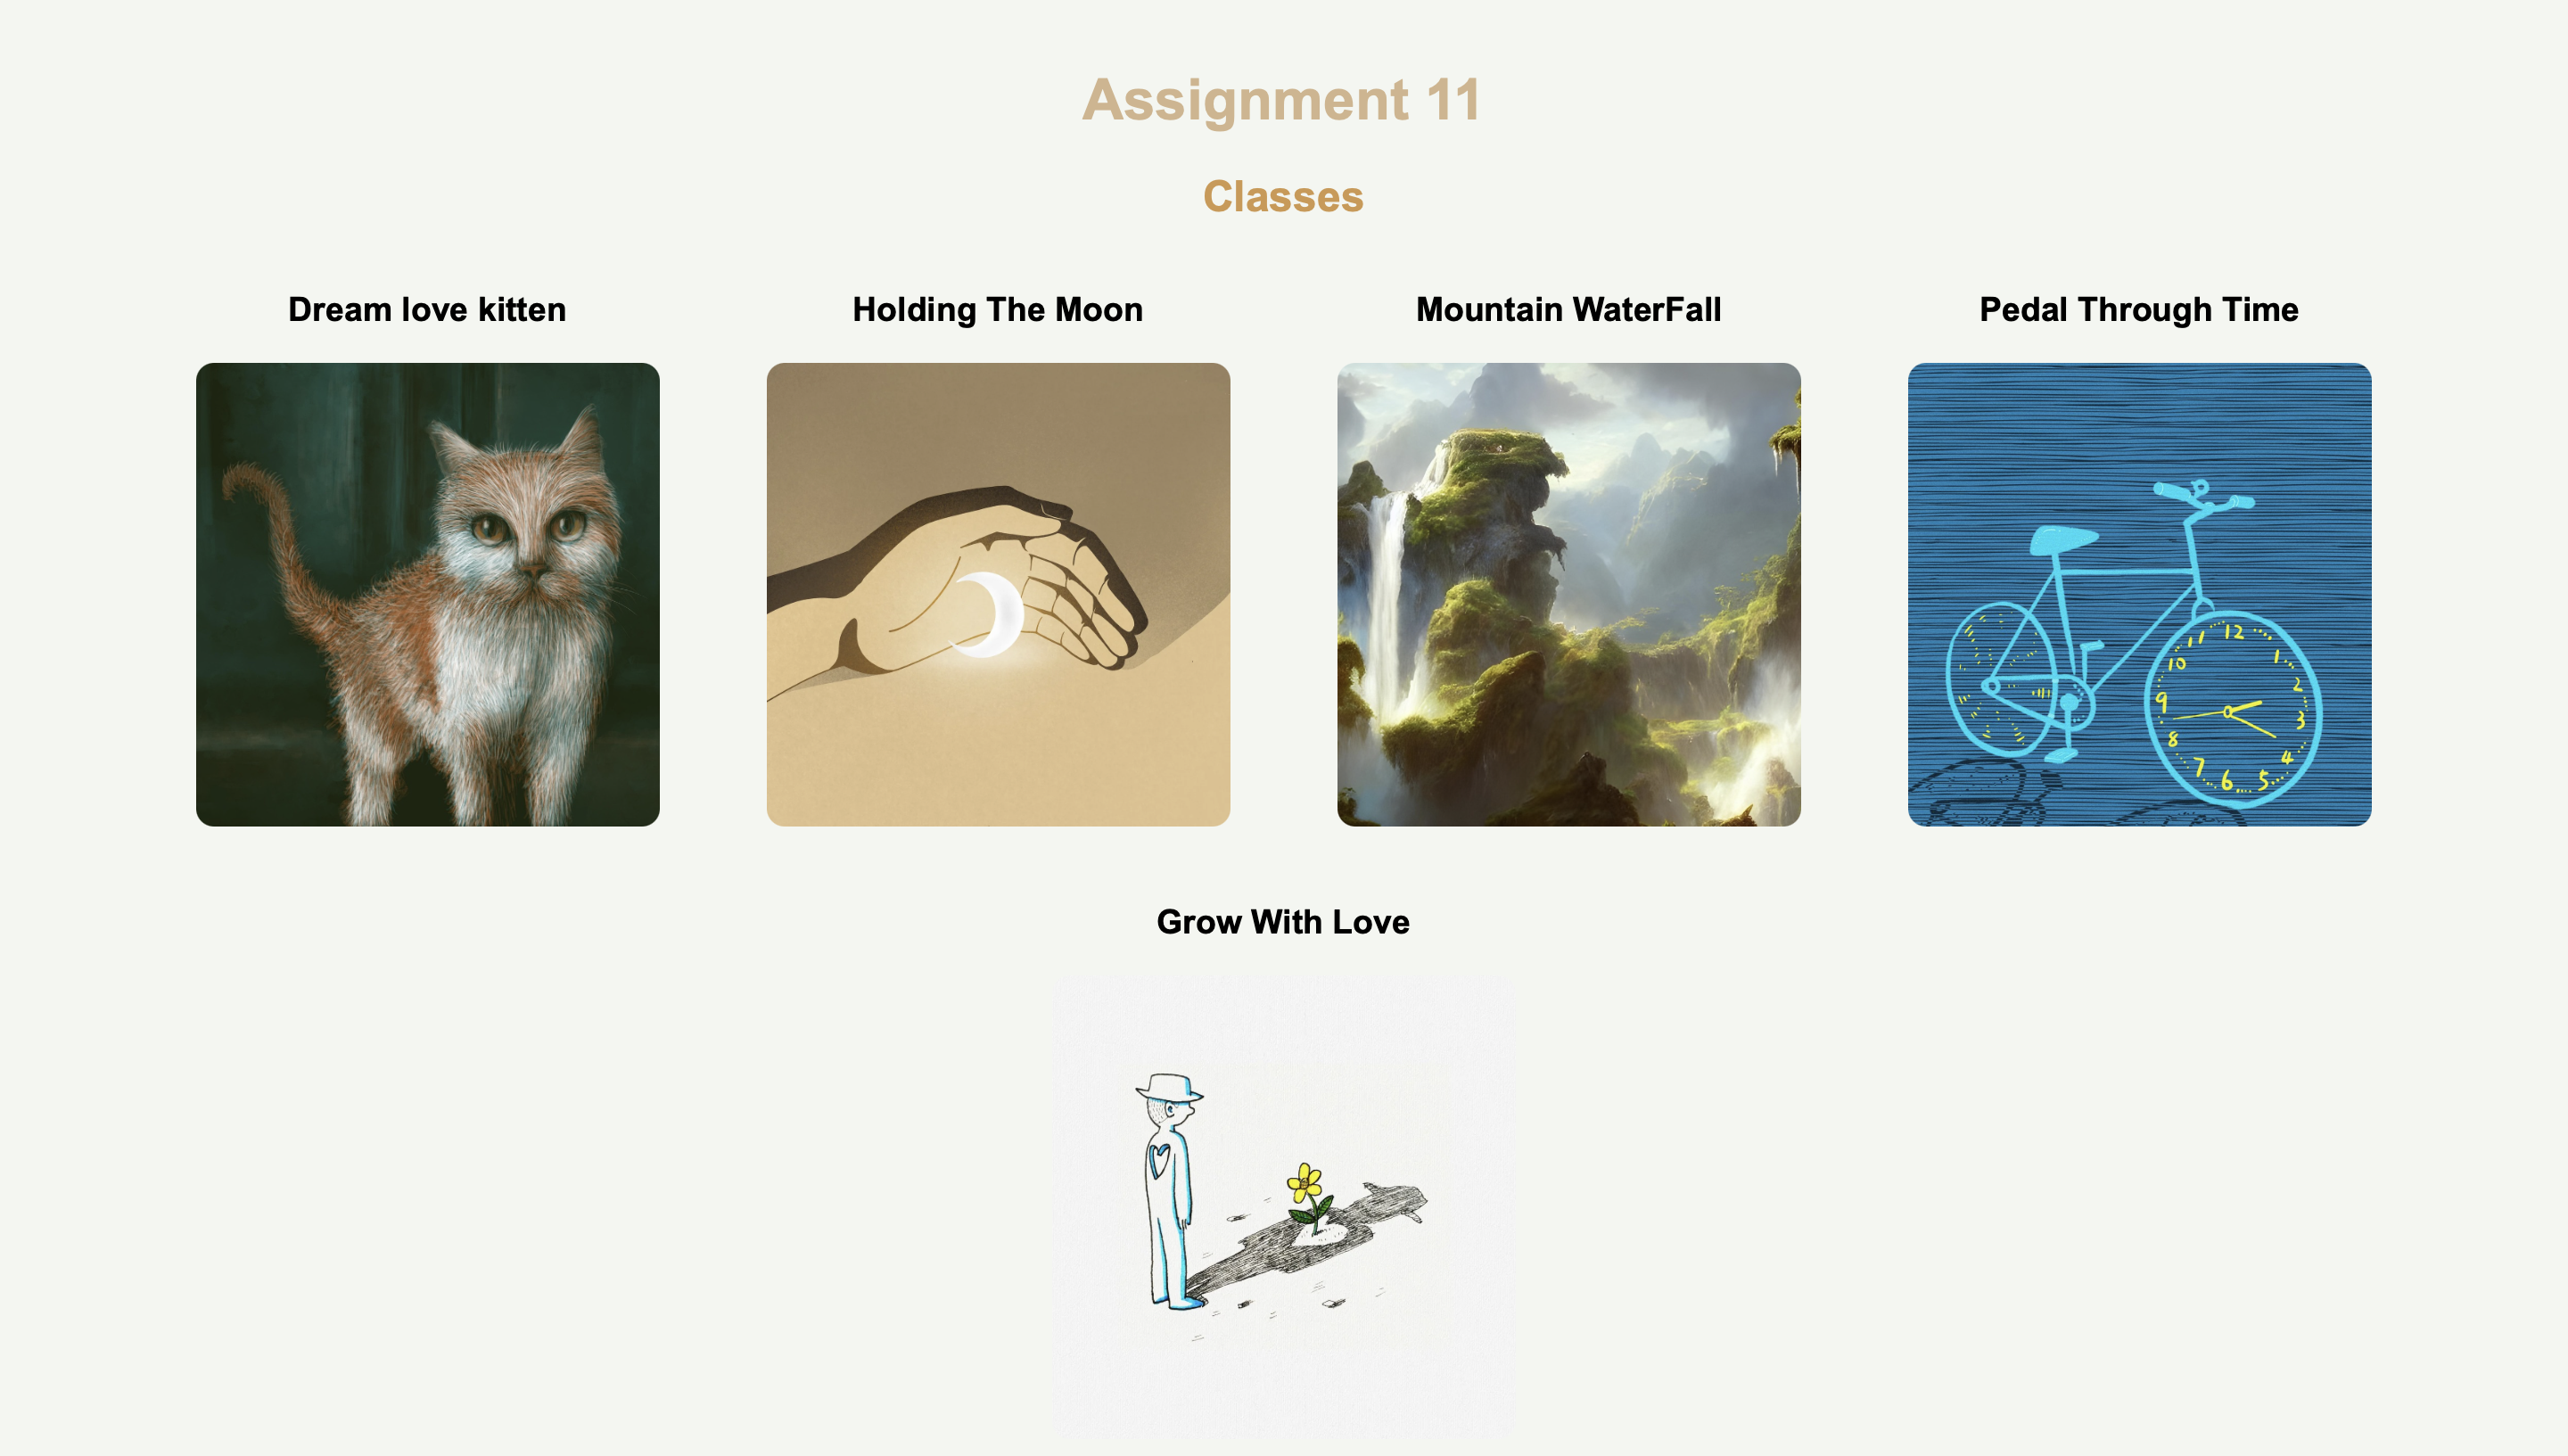 Assignment 11
Classes
Dream love kitten
Holding The Moon
Mountain WaterFall
Pedal Through Time
12
11
1
10
2
9
3
8
4
7
6
5
Grow With Love